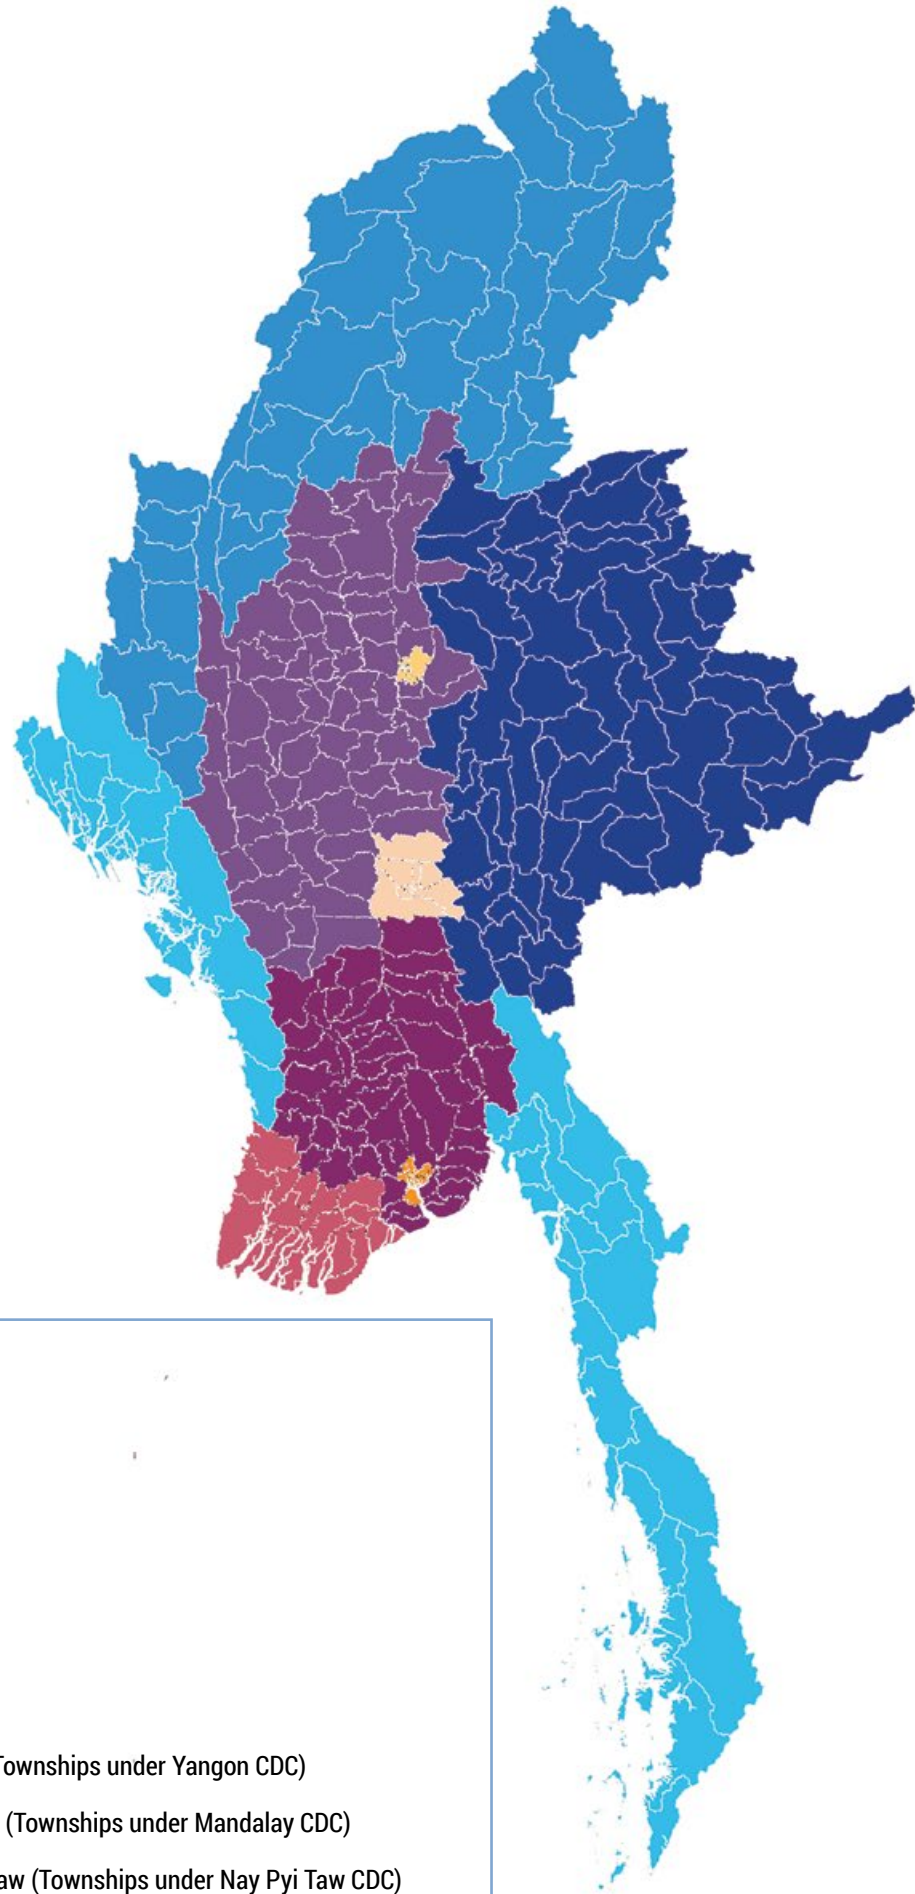 Townships under Yangon CDC)
(Townships under Mandalay CDC)
aw (Townships under Nay Pyi Taw CDC)